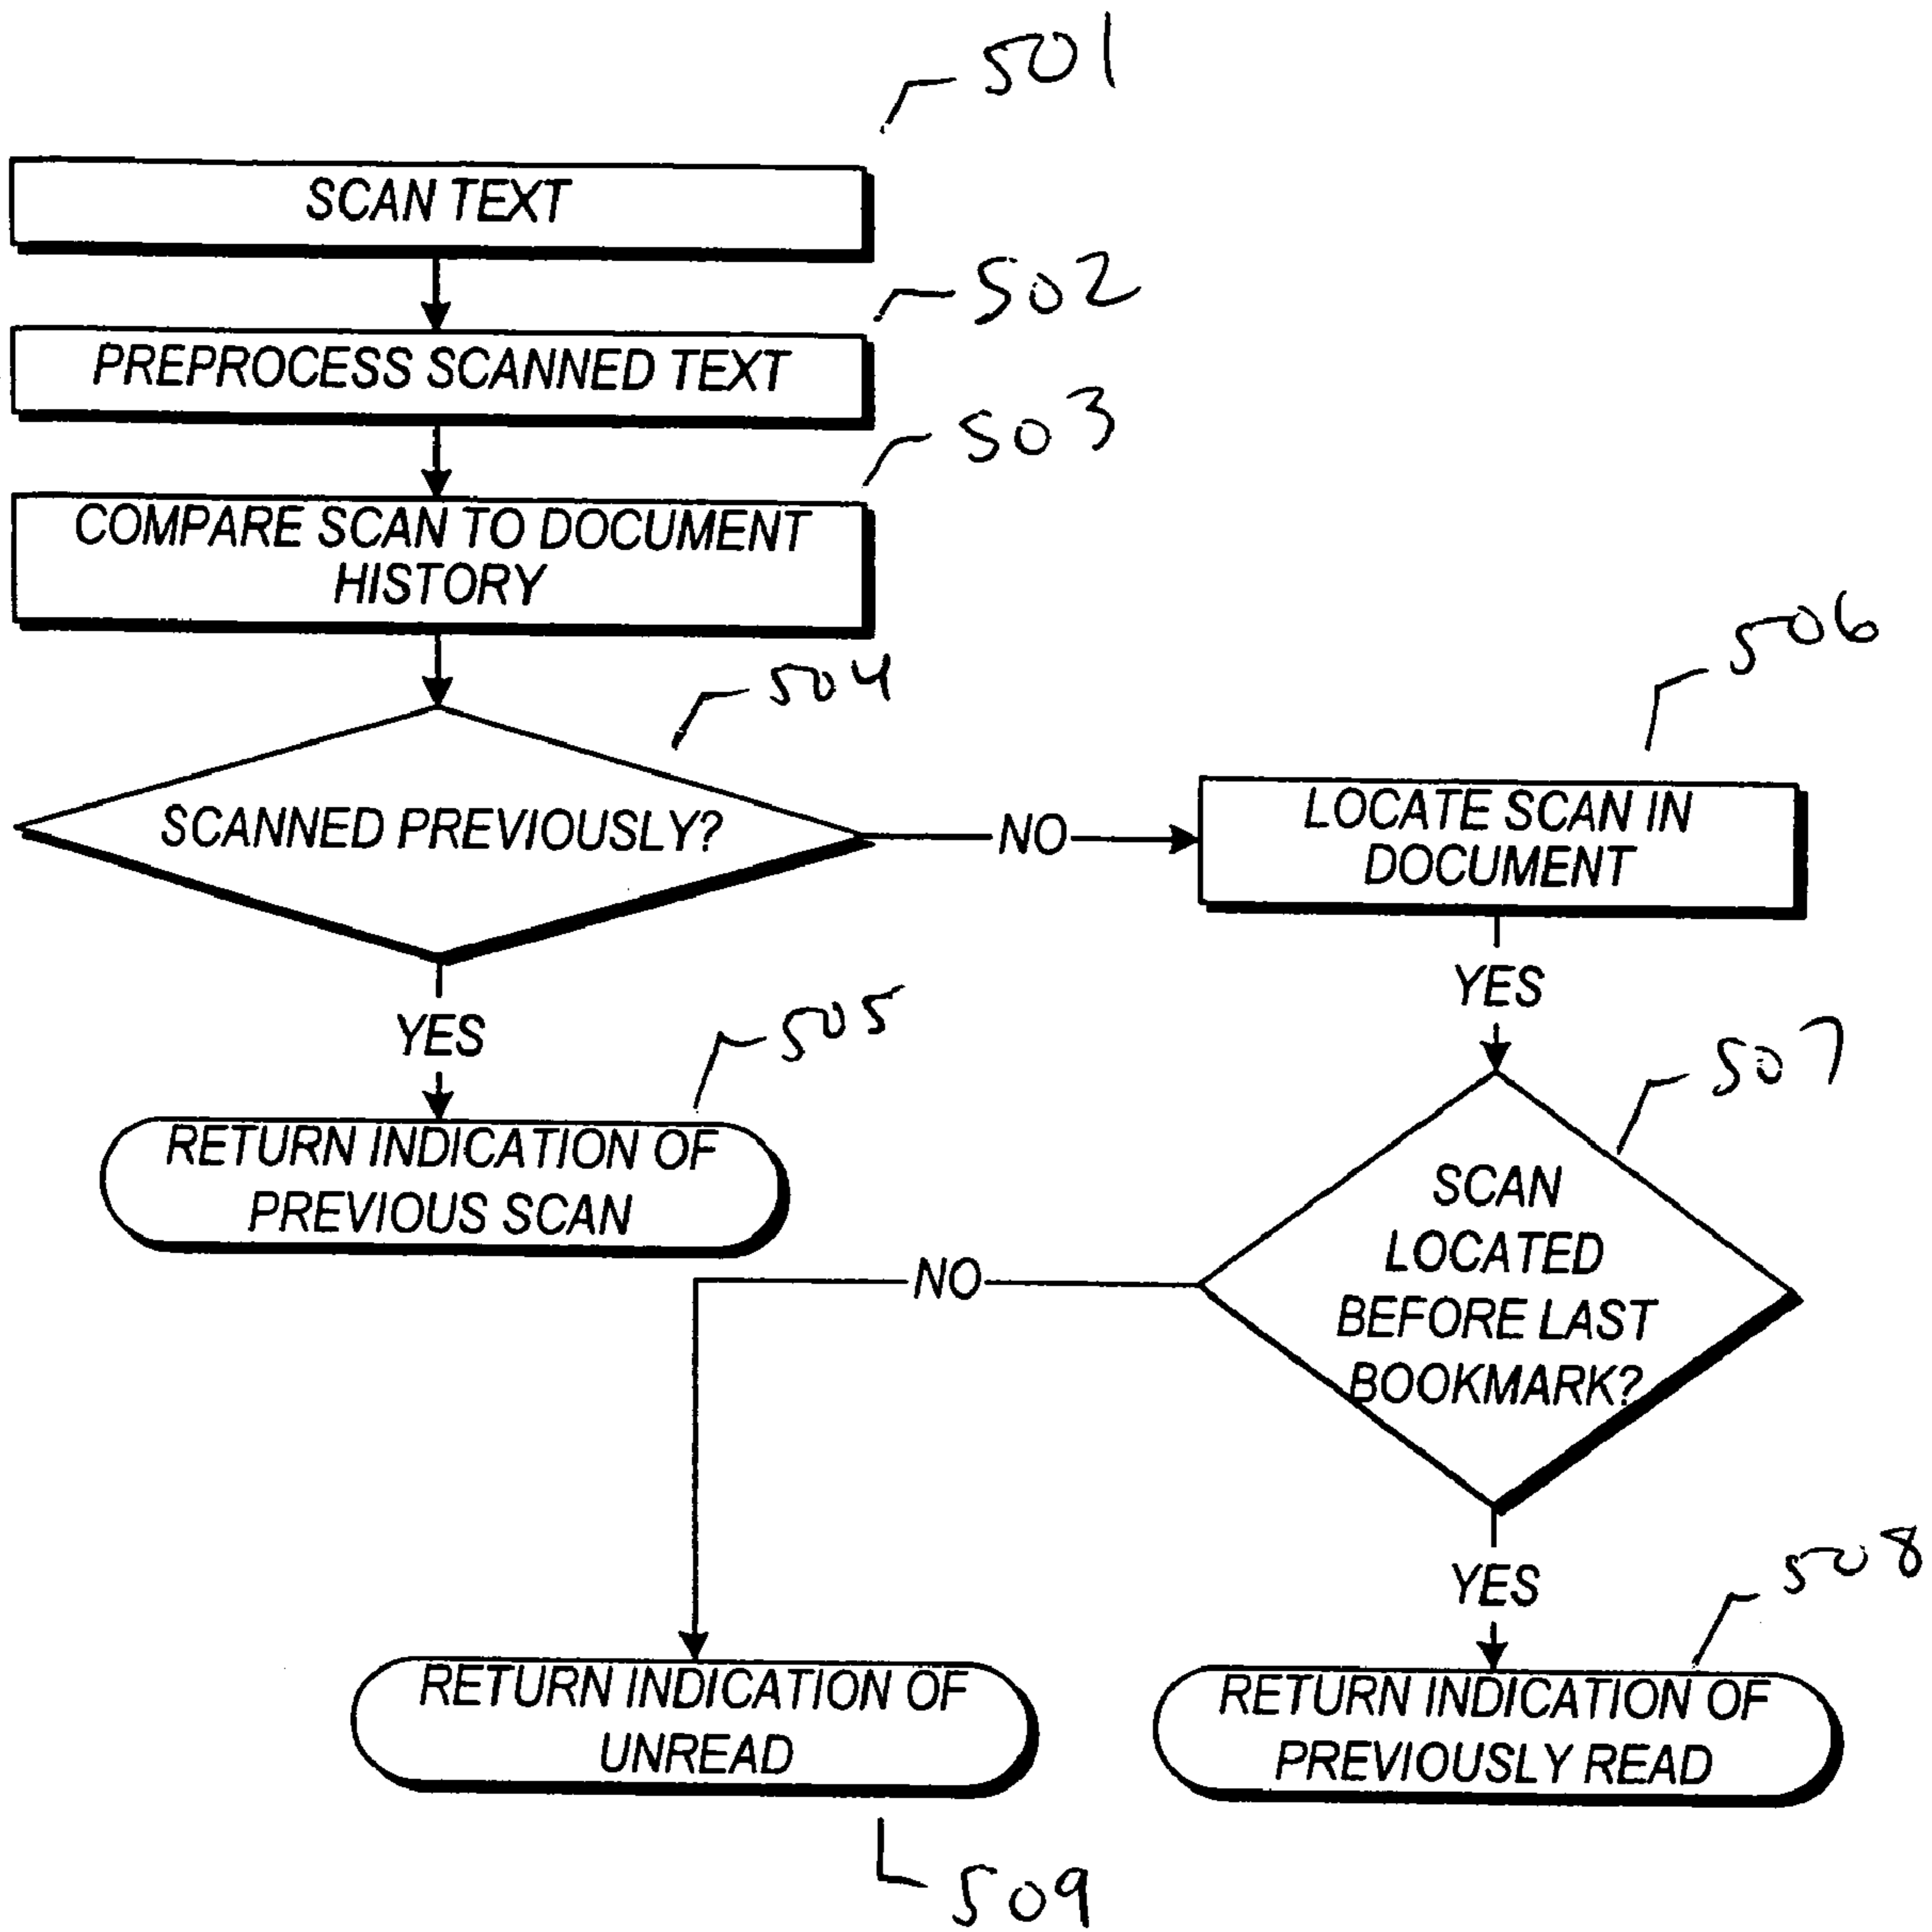 501
SCAN TEXT
502
PREPROCESS SCANNED TEXT
503
COMPARE SCAN TO DOCUMENT
HISTORY
504
SCANNED PREVIOUSLY?
NO
506
LOCATE SCAN IN
DOCUMENT
YES
505
RETURN INDICATION OF
PREVIOUS SCAN
YES
507
SCAN
LOCATED
BEFORE LAST
BOOKMARK?
NO
YES
508
RETURN INDICATION OF
UNREAD
509
RETURN INDICATION OF
PREVIOUSLY READ